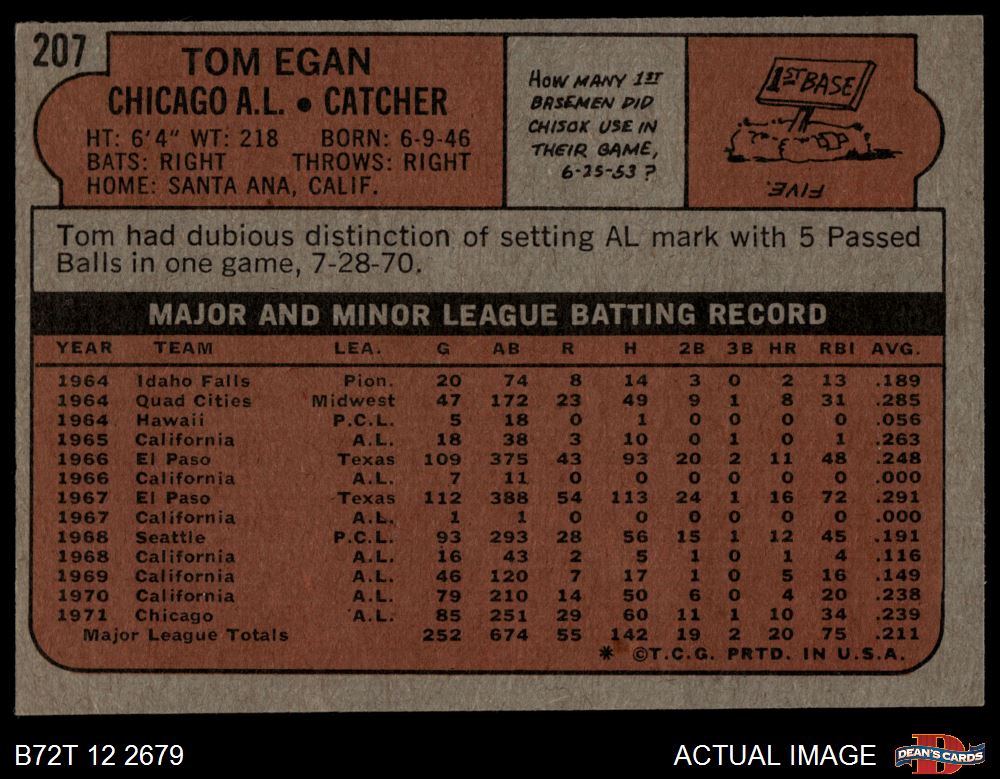 207
TOM EGAN
CHICAGO A.L. • CATCHER
HT: 6'4" WT: 218 BORN: 6-9-46
BATS: RIGHT THROWS: RIGHT
HOME: SANTA ANA, CALIF.
HOW MANY 1ST
BASEMEN DID
CHISOX USE IN
THEIR GAME,
6-25-53?
1ST BASE
FIVE.
Tom had dubious distinction of setting AL mark with 5 Passed
Balls in one game, 7-28-70.
MAJOR AND MINOR LEAGUE BATTING RECORD
YEAR TEAM LEA. G AB R H 2B 3B HR RBI AVG.
1964 Idaho Falls Pion. 20 74 8 14 3 0 2 13 .189
1964 Quad Cities Midwest 47 172 23 49 9 1 8 31 .285
1964 Hawaii P.C.L. 5 18 0 1 0 0 0 0 .056
1965 California A.L. 18 38 3 10 0 1 0 1 .263
1966 El Paso Texas 109 375 43 93 20 2 11 48 .248
1966 California A.L. 7 11 0 0 0 0 0 0 .000
1967 El Paso Texas 112 388 54 113 24 1 16 72 .291
1967 California A.L. 1 1 0 0 0 0 0 0 .000
1968 Seattle P.C.L. 93 293 28 56 15 1 12 45 .191
1968 California A.L. 16 43 2 5 1 0 1 4 .116
1969 California A.L. 46 120 7 17 1 0 5 16 .149
1970 California A.L. 79 210 14 50 6 0 4 20 .238
1971 Chicago A.L. 85 251 29 60 11 1 10 34 .239
Major League Totals 252 674 55 142 19 2 20 75 .211
* ©T.C.G. PRTD. IN U.S.A.
B72T 12 2679
ACTUAL IMAGE
DEAN'S CARDS